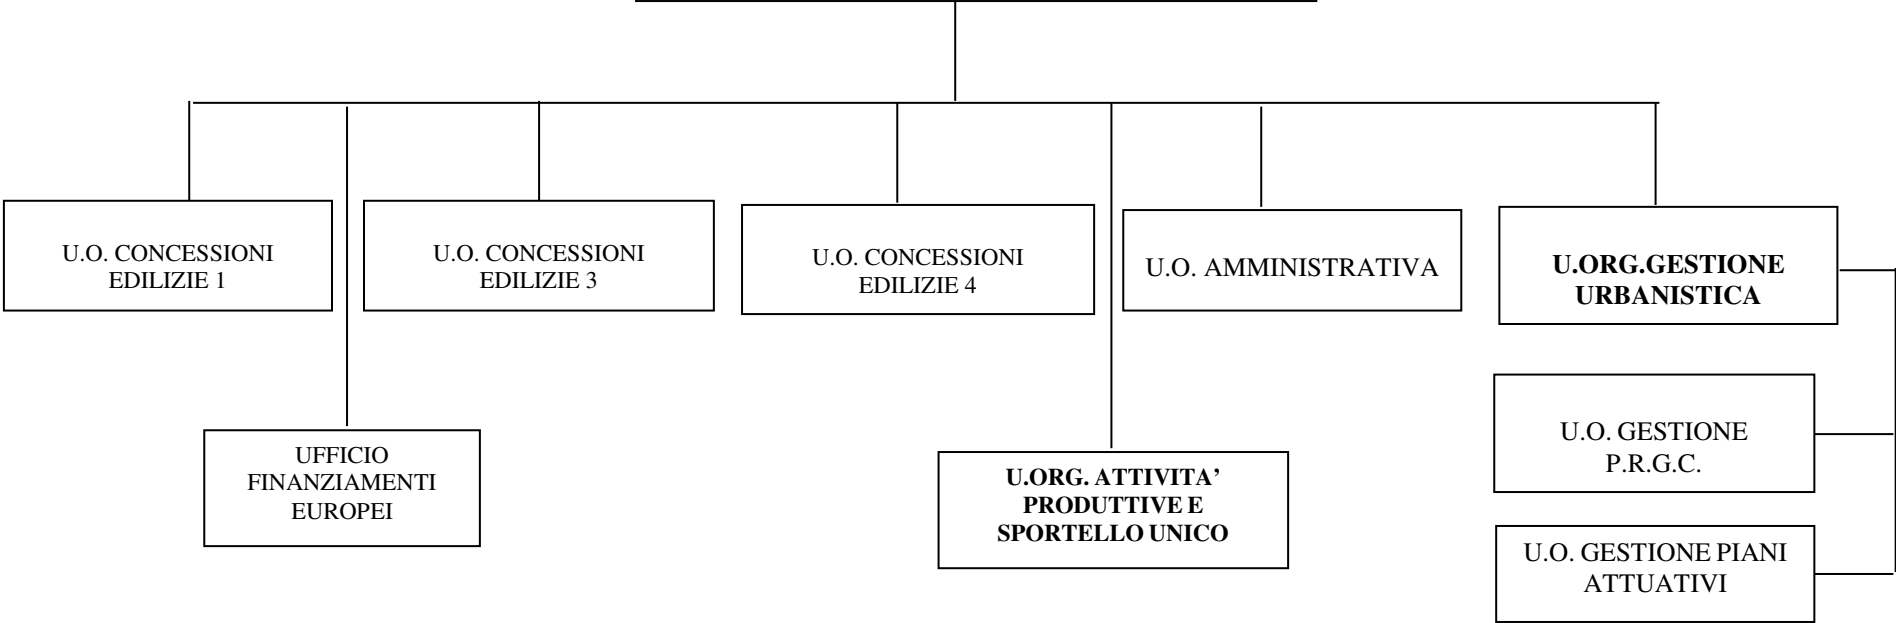 U.O. CONCESSIONI
EDILIZIE 1
U.O. CONCESSIONI
EDILIZIE 3
U.O. CONCESSIONI
EDILIZIE 4
U.O. AMMINISTRATIVA
U.ORG.GESTIONE
URBANISTICA
UFFICIO
FINANZIAMENTI
EUROPEI
U.ORG. ATTIVITA’
PRODUTTIVE E
SPORTELLO UNICO
U.O. GESTIONE
P.R.G.C.
U.O. GESTIONE PIANI
ATTUATIVI